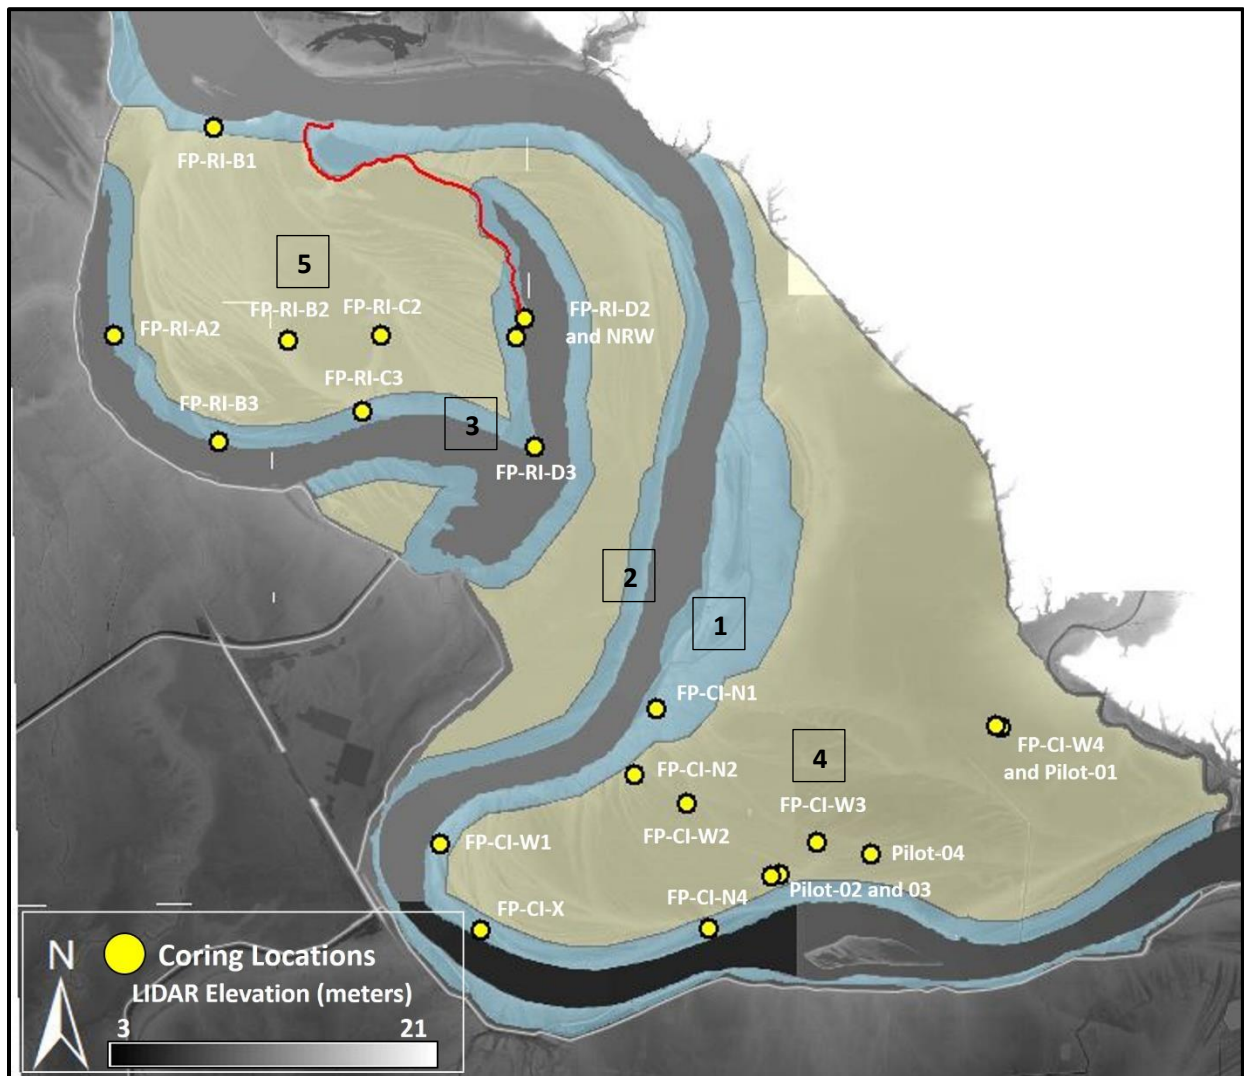 FP-RI-B1
5
FP-RI-B2
FP-RI-C2
FP-RI-D2
and NRW
FP-RI-A2
FP-RI-C3
FP-RI-B3
3
FP-RI-D3
2
1
FP-CI-N1
FP-CI-W4
and Pilot-01
4
FP-CI-N2
FP-CI-W3
FP-CI-W2
FP-CI-W1
Pilot-04
Pilot-02 and 03
FP-CI-N4
FP-CI-X
N
Coring Locations
LIDAR Elevation (meters)
3
21